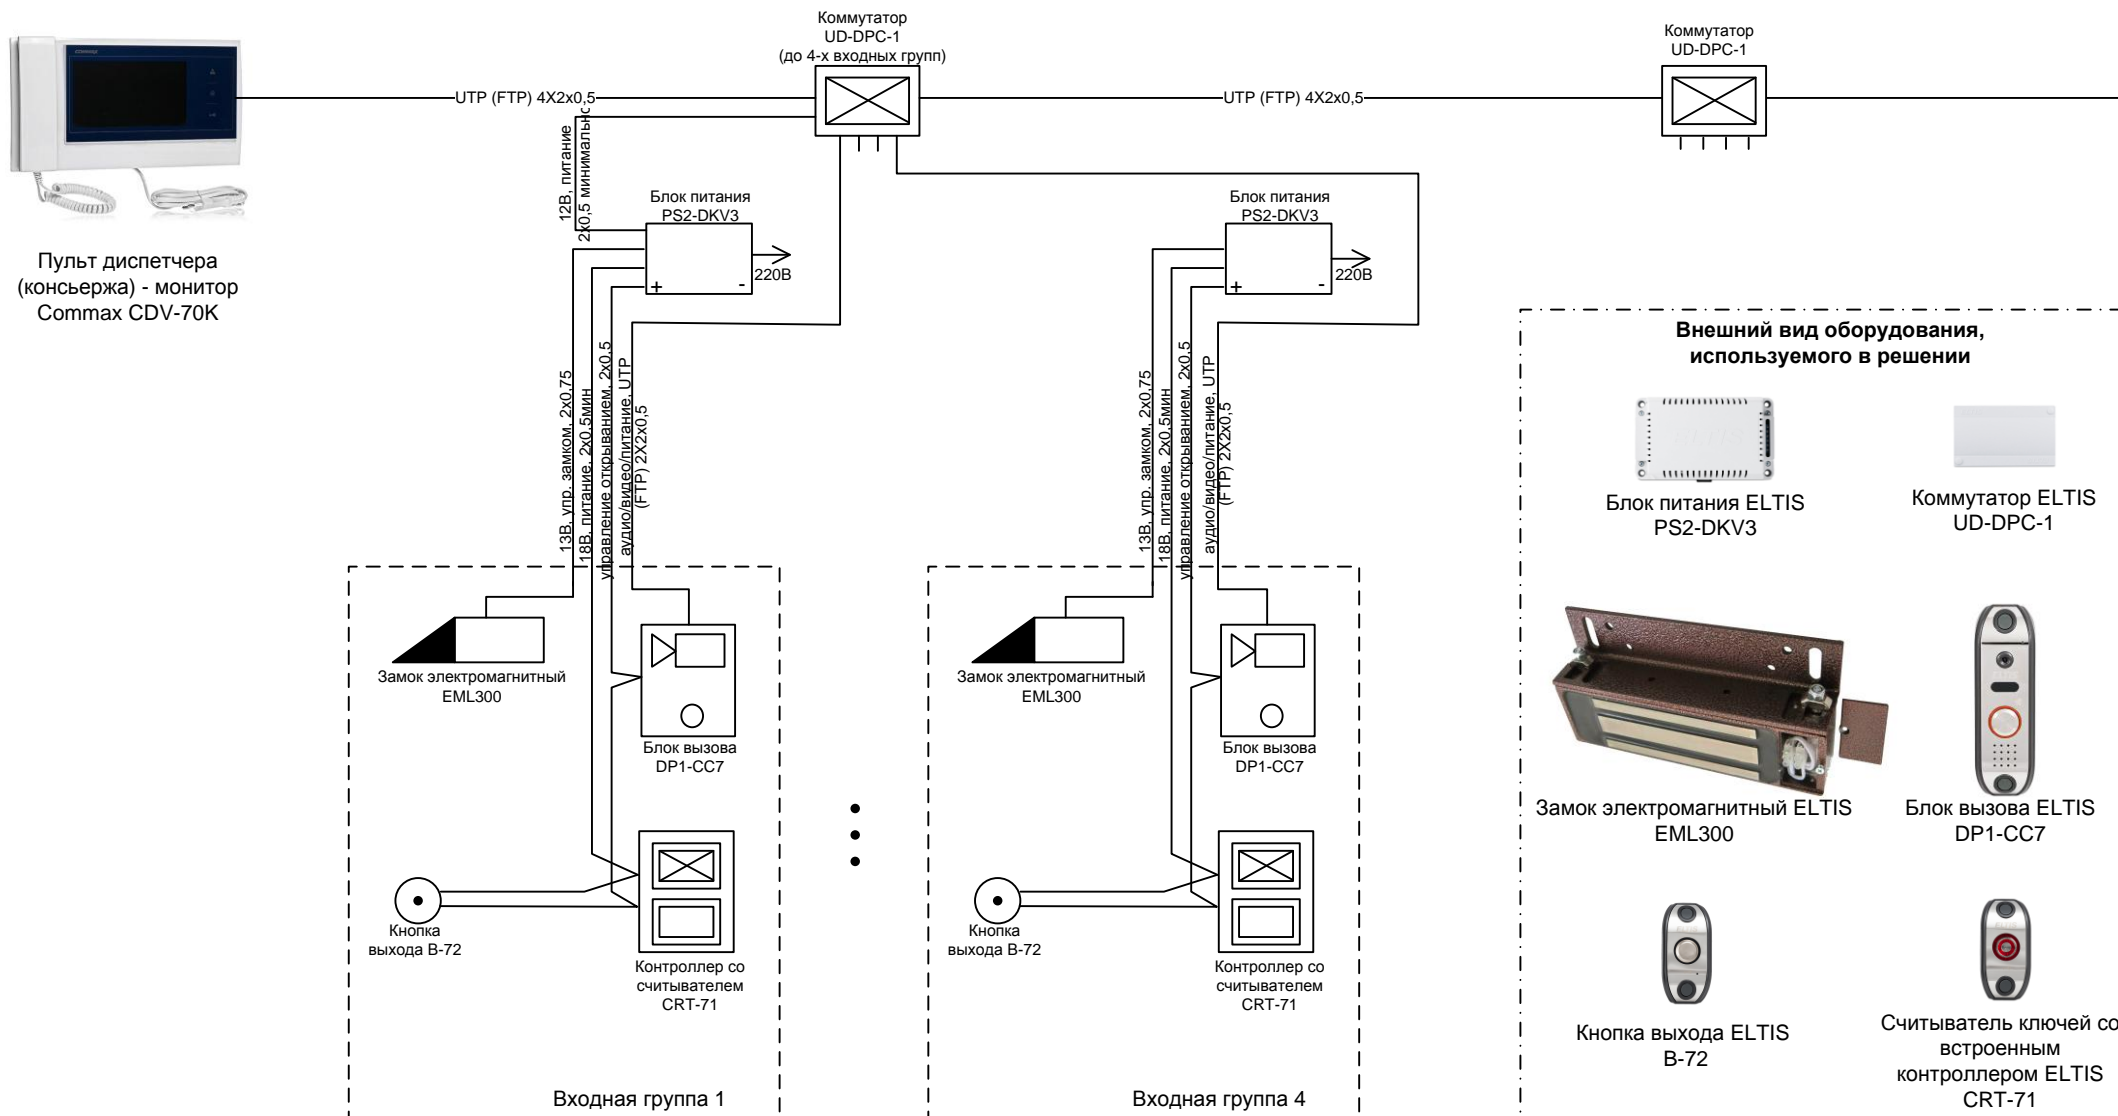 Коммутатор
UD-DPC-1
(до 4-х входных групп)
Коммутатор
UD-DPC-1
UTP (FTP) 4X2x0,5
UTP (FTP) 4X2x0,5
COMMAX
Пульт диспетчера
(консьержа) - монитор
Commax CDV-70K
12В, питание
2x0,5 минимально
Блок питания
PS2-DKV3
220В
+ -
Блок питания
PS2-DKV3
220В
+ -
13В, упр. замком, 2x0,75
18В, питание, 2x0,5мин
управление открыванием, 2x0,5
аудио/видео/питание, UTP
(FTP) 2X2x0,5
13В, упр. замком, 2x0,75
18В, питание, 2x0,5мин
управление открыванием, 2x0,5
аудио/видео/питание, UTP
(FTP) 2X2x0,5
Замок электромагнитный
EML300
Блок вызова
DP1-CC7
Кнопка
выхода B-72
Контроллер со
считывателем
CRT-71
Входная группа 1
Замок электромагнитный
EML300
Блок вызова
DP1-CC7
Кнопка
выхода B-72
Контроллер со
считывателем
CRT-71
Входная группа 4
Внешний вид оборудования,
используемого в решении
Блок питания ELTIS
PS2-DKV3
Коммутатор ELTIS
UD-DPC-1
Замок электромагнитный ELTIS
EML300
Блок вызова ELTIS
DP1-CC7
Кнопка выхода ELTIS
B-72
Считыватель ключей со
встроенным
контроллером ELTIS
CRT-71